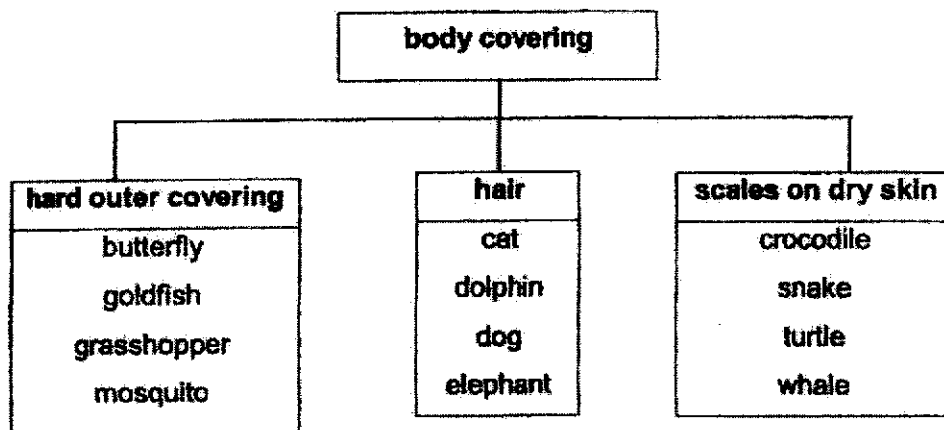 body covering
hard outer covering
butterfly
goldfish
grasshopper
mosquito
hair
cat
dolphin
dog
elephant
scales on dry skin
crocodile
snake
turtle
whale